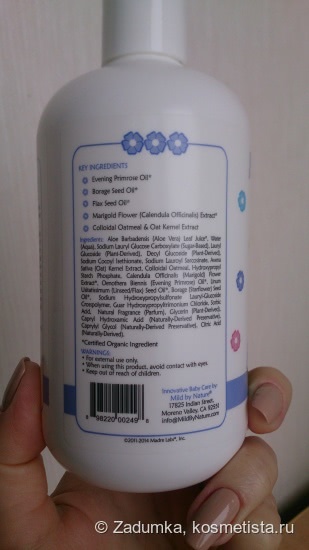 KEY INGREDIENTS
Evening Primrose Oil*
Borage Seed Oil*
Flax Seed Oil*
Marigold Flower (Calendula Officinalis) Extract*
Colloidal Oatmeal & Oat Kernel Extract
Ingredients: Aloe Barbadensis (Aloe Vera) Leaf Juice*, Water
(Aqua), Sodium Lauryl Glucose Carboxylate (Sugar-Based), Lauryl
Glucoside (Plant-Derived), Decyl Glucoside (Plant-Derived),
Sodium Cocoyl Isethionate, Sodium Lauroyl Sarcosinate, Avena
Sativa (Oat) Kernel Extract, Colloidal Oatmeal, Hydroxypropyl
Starch Phosphate, Calendula Officinalis (Marigold) Flower
Extract*, Oenothera Biennis (Evening Primrose) Oil*, Linum
Usitatissimum (Linseed/Flax) Seed Oil*, Borage (Starflower) Seed
Oil*, Sodium Hydroxypropylsulfonate Lauryl-Glucose
Crosspolymer, Guar Hydroxypropyltrimonium Chloride, Ionic
Natural Fragrance (Parfum), Glycerin (Plant-Derived),
Capryl Hydroxamic Acid (Naturally-Derived Preservative),
Caprylyl Glycol (Naturally-Derived Preservative), Citric Acid
(Naturally-Derived).
*Certified Organic Ingredient
WARNINGS:
* For external use only.
* When using this product, avoid contact with eyes.
* Keep out of reach of children.
Innovative Baby Care by
Mild by Nature®
17825 Indian Street,
Moreno Valley, CA 92551
info@MildByNature.com
8 98220 00249 8
©2011-2014 Madre Labs®, Inc.
© Zadumka, kosmetista.ru